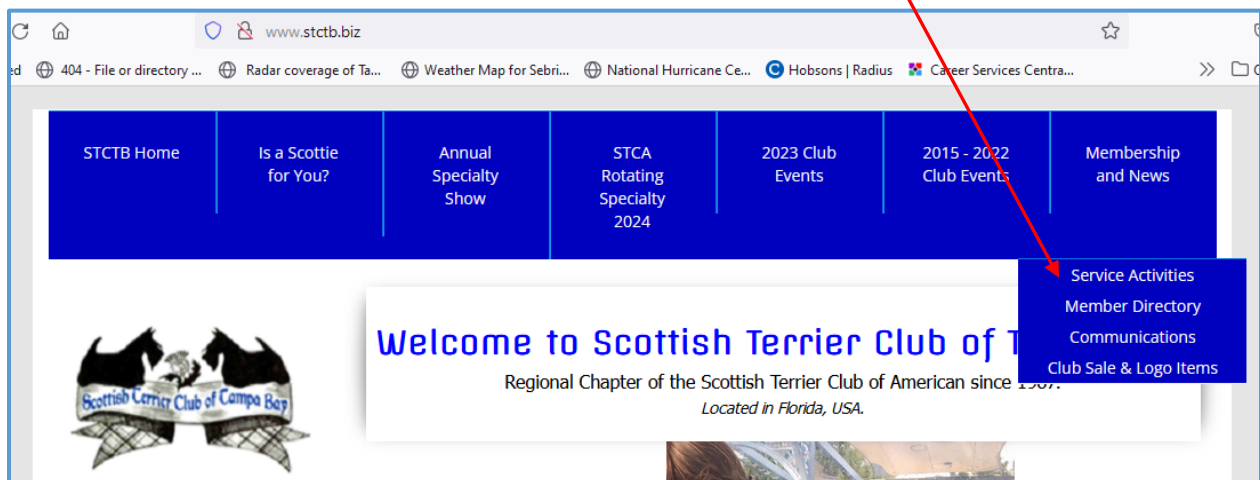 www.stctb.biz
ed 404 - File or directory ... Radar coverage of Ta... Weather Map for Sebri... National Hurricane Ce... Hobsons | Radius Career Services Centra...
STCTB Home
Is a Scottie
for You?
Annual
Specialty
Show
STCA
Rotating
Specialty
2024
2023 Club
Events
2015 - 2022
Club Events
Membership
and News
Service Activities
Member Directory
Communications
Club Sale & Logo Items
Welcome to Scottish Terrier Club of
Regional Chapter of the Scottish Terrier Club of American since
Located in Florida, USA.
Scottish Terrier Club of Tampa Bay